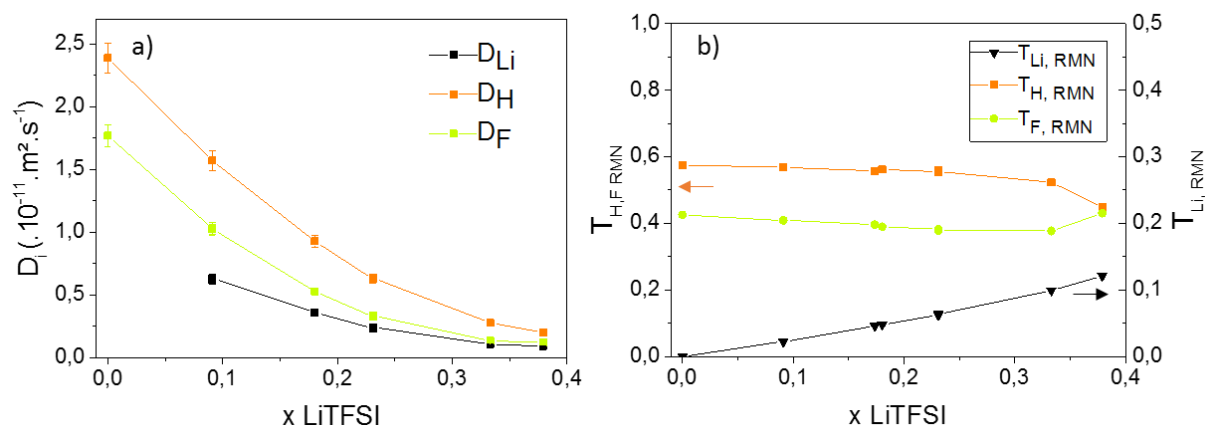 a)
D_Li
D_H
D_F
2,5
2,0
1,5
1,0
0,5
0,0
D_i (.10⁻¹¹.m².s⁻¹)
0,0 0,1 0,2 0,3 0,4
x LiTFSI
b)
T_Li, RMN
T_H, RMN
T_F, RMN
1,0
0,8
0,6
0,4
0,2
0,0
T_H,F RMN
0,5
0,4
0,3
0,2
0,1
0,0
T_Li, RMN
0,0 0,1 0,2 0,3 0,4
x LiTFSI